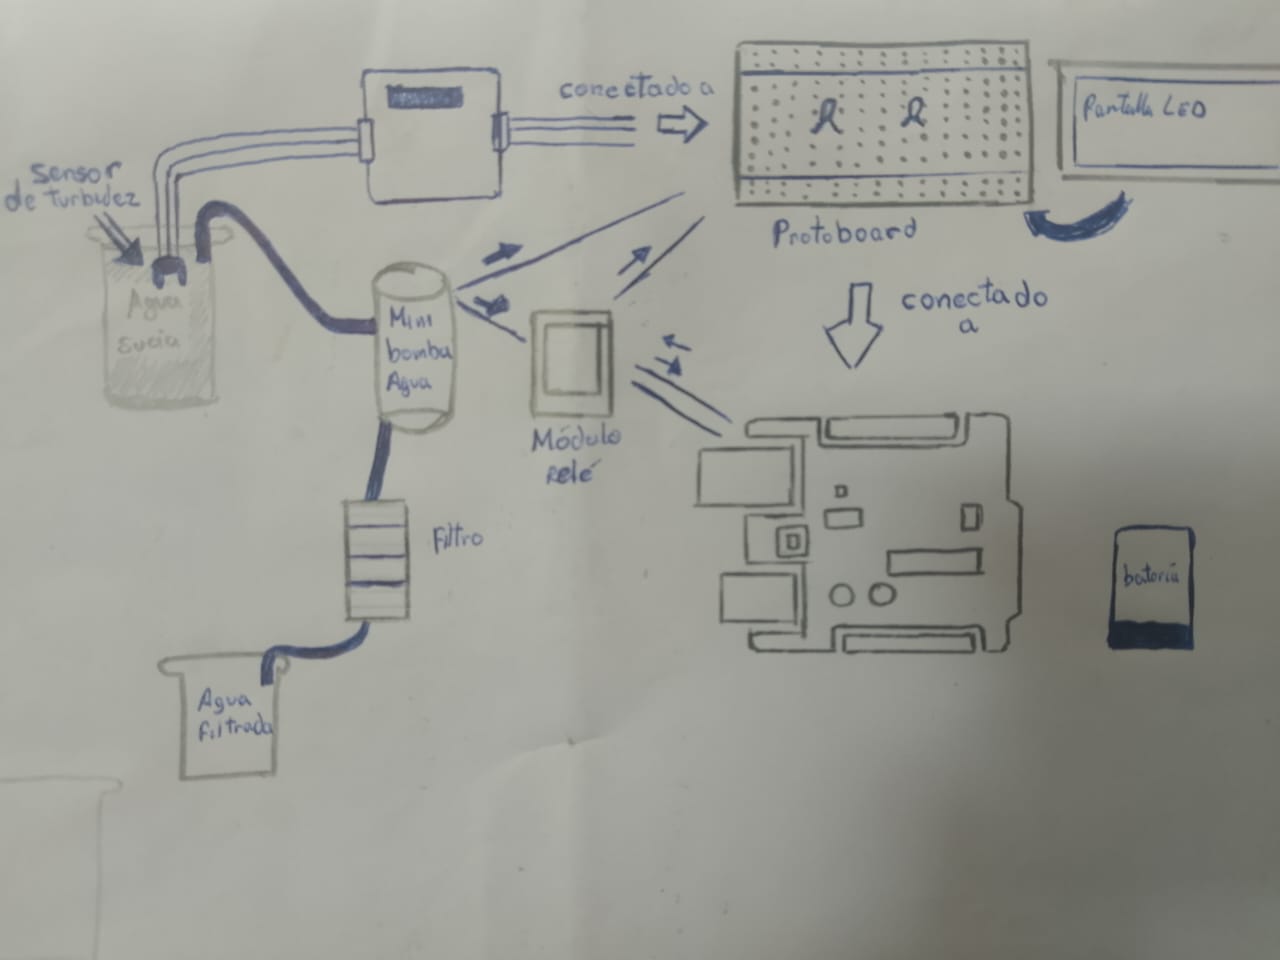 conectado a
Pantalla LED
Sensor
de Turbidez
Protoboard
Agua
Sucia
Mini
bomba
Agua
conectado
a
Módulo
relé
Filtro
batería
Agua
filtrada